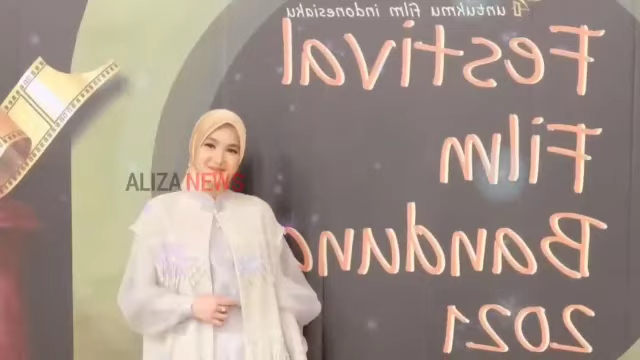 untukmu film indonesiaku
Festival
Film
Bandung
2021
ALIZA NEWS